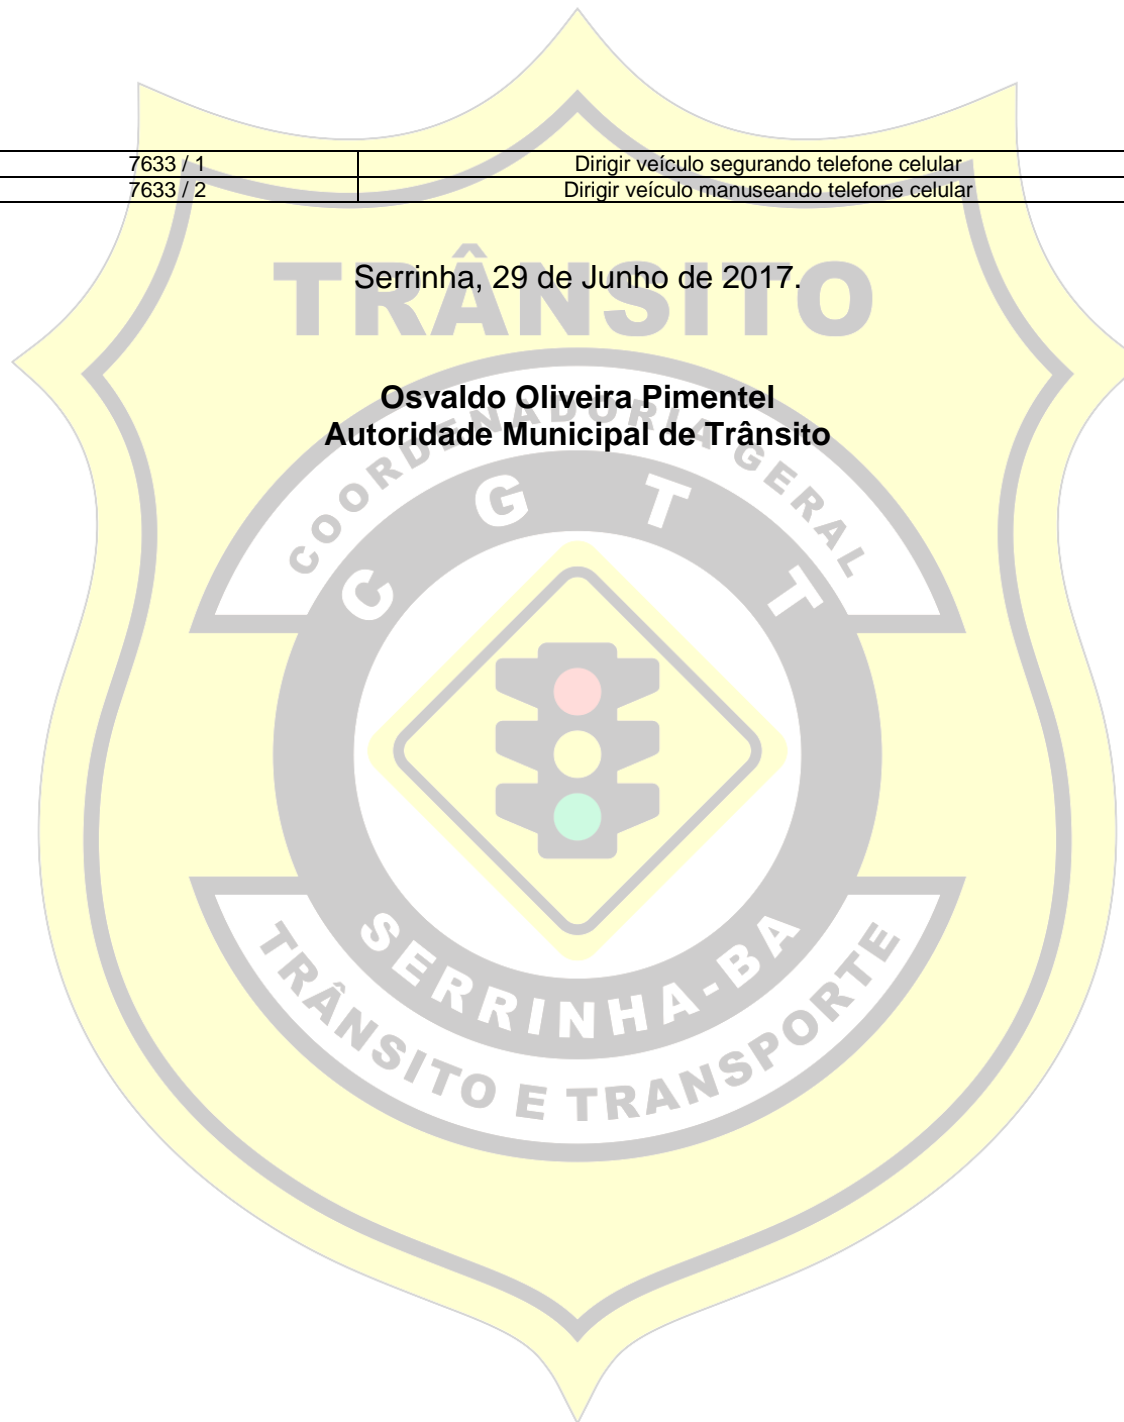 7633 / 1 Dirigir veículo segurando telefone celular
7633 / 2 Dirigir veículo manuseando telefone celular
TRÂNSITO
Serrinha, 29 de Junho de 2017.
Osvaldo Oliveira Pimentel
Autoridade Municipal de Trânsito
COORDENADORIA GERAL
C G T T
SERRINHA-BA
TRÂNSITO E TRANSPORTE